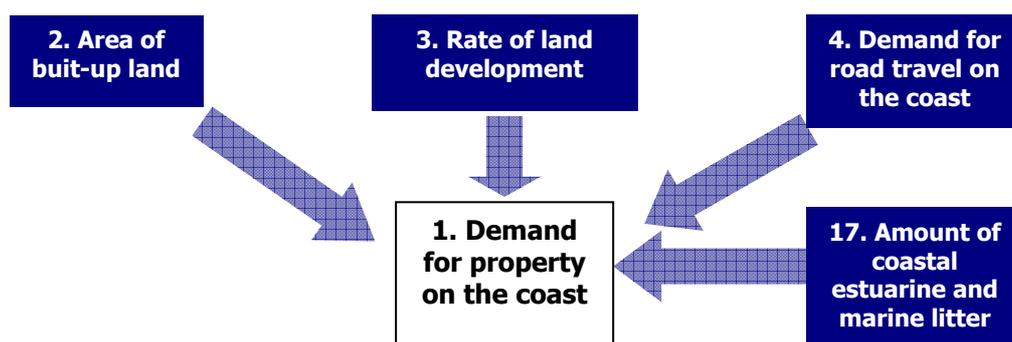 2. Area of
buit-up land
3. Rate of land
development
4. Demand for
road travel on
the coast
1. Demand
for property
on the coast
17. Amount of
coastal
estuarine and
marine litter